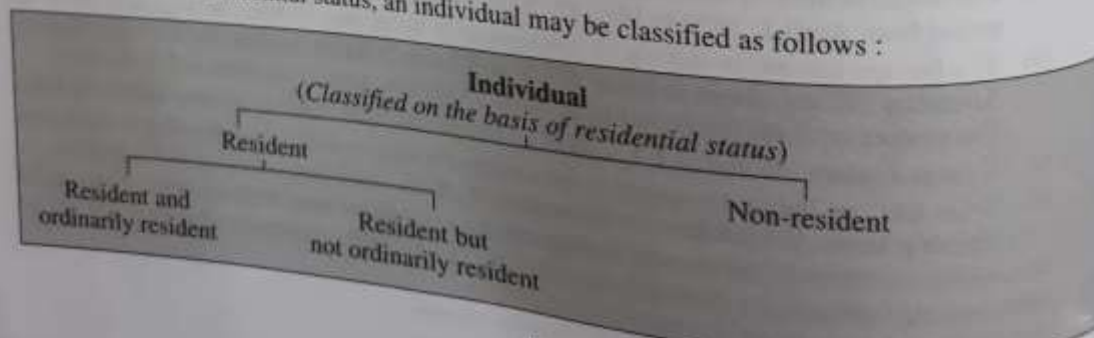 status, an individual may be classified as follows :
Individual
(Classified on the basis of residential status)
Resident
Non-resident
Resident and
ordinarily resident
Resident but
not ordinarily resident